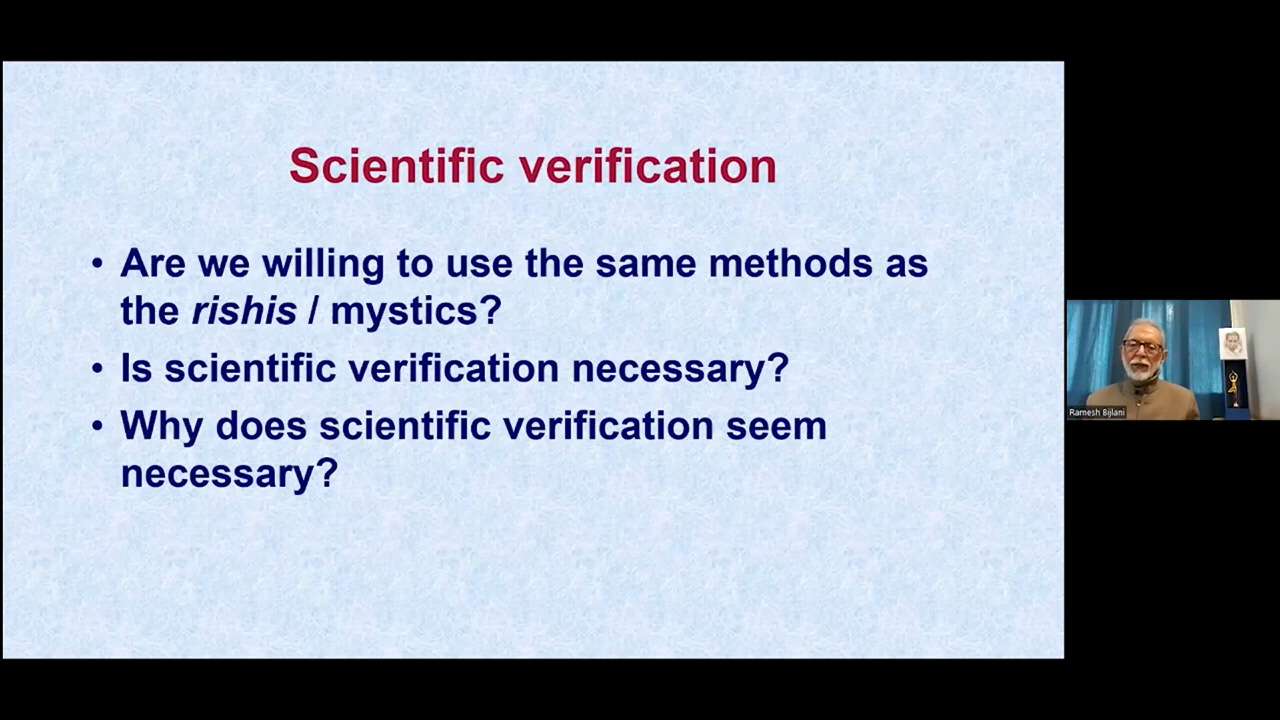 Scientific verification
• Are we willing to use the same methods as
the rishis / mystics?
• Is scientific verification necessary?
• Why does scientific verification seem
necessary?
Ramesh Bijlani